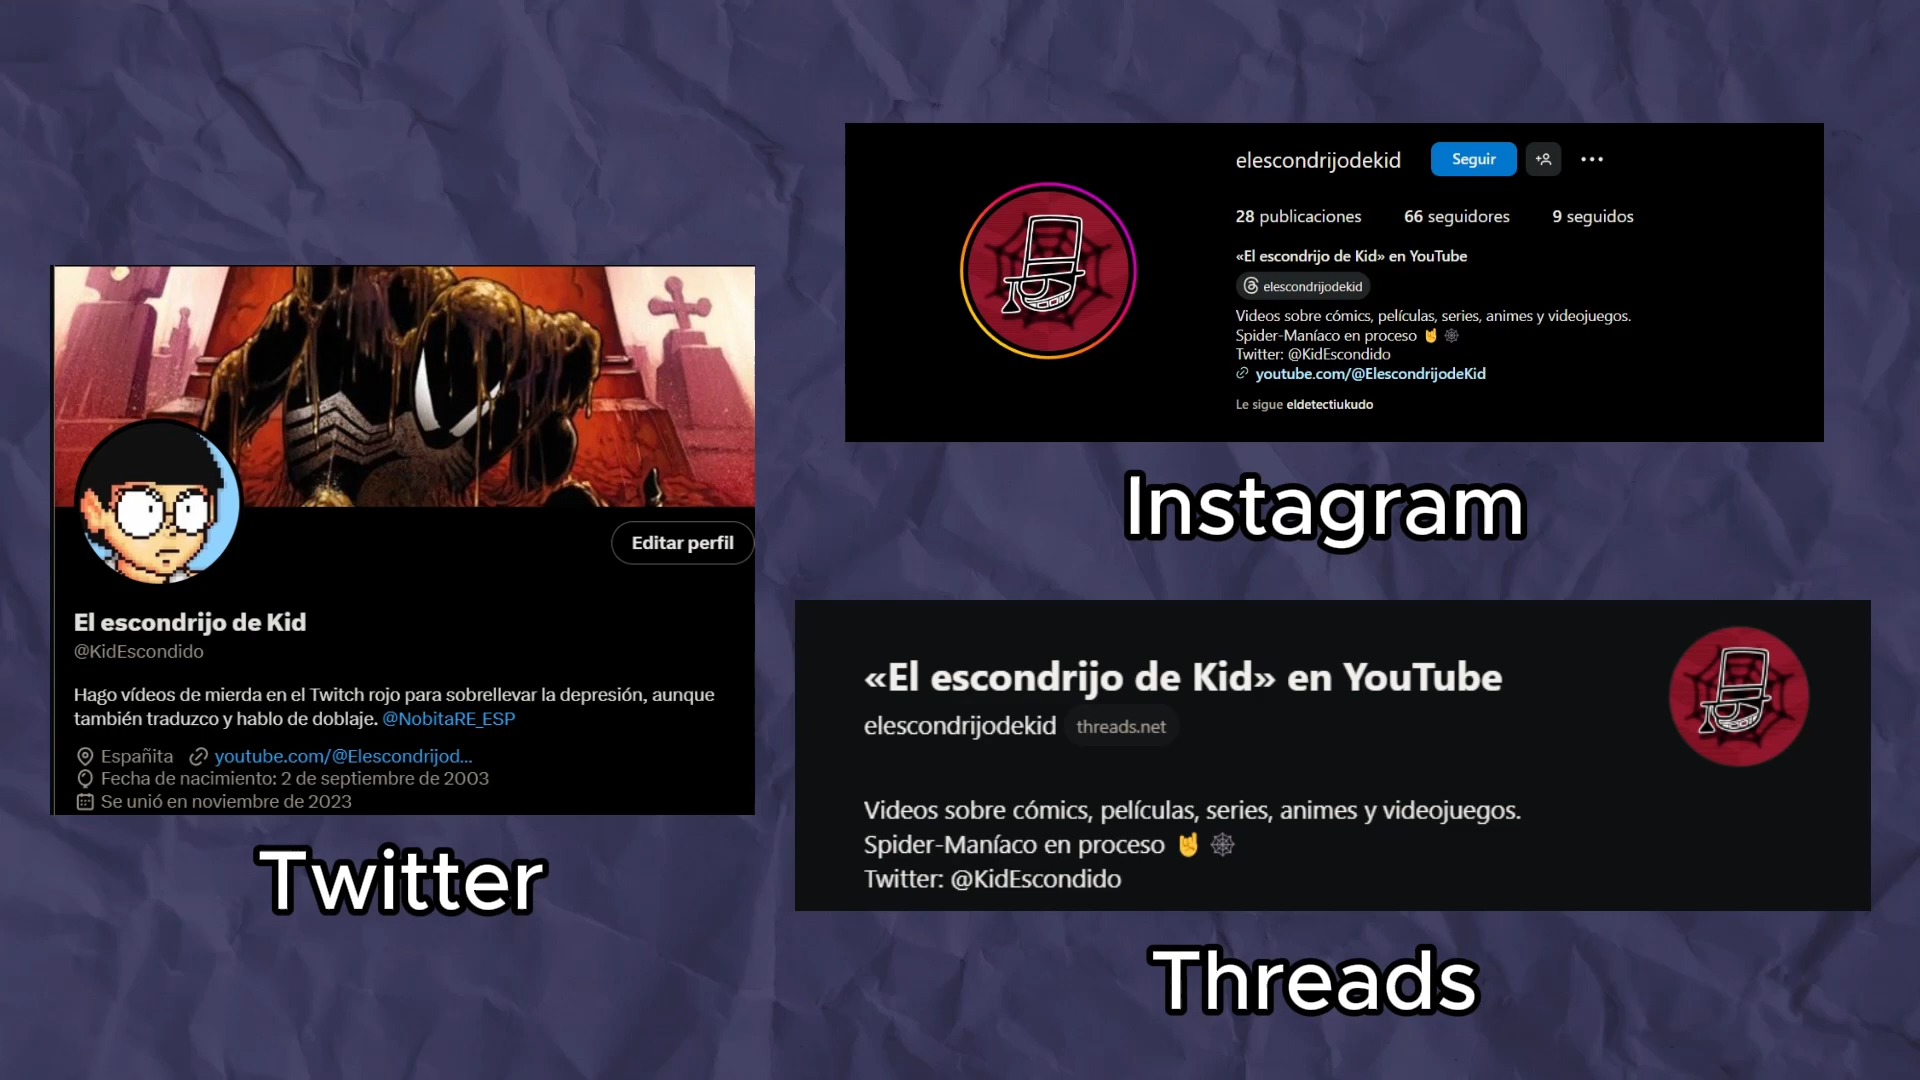 Editar perfil
El escondrijo de Kid
@KidEscondido
Hago vídeos de mierda en el Twitch rojo para sobrellevar la depresión, aunque
también traduzco y hablo de doblaje. @NobitaRE_ESP
Españita youtube.com/@Elescondrijod...
Fecha de nacimiento: 2 de septiembre de 2003
Se unió en noviembre de 2023
Twitter
elescondrijodekid Seguir
28 publicaciones 66 seguidores 9 seguidos
«El escondrijo de Kid» en YouTube
elescondrijodekid
Videos sobre cómics, películas, series, animes y videojuegos.
Spider-Maníaco en proceso 🤘 🕸️
Twitter: @KidEscondido
youtube.com/@ElescondrijodeKid
Le sigue eldetectiukudo
Instagram
«El escondrijo de Kid» en YouTube
elescondrijodekid threads.net
Videos sobre cómics, películas, series, animes y videojuegos.
Spider-Maníaco en proceso 🤘 🕸️
Twitter: @KidEscondido
Threads